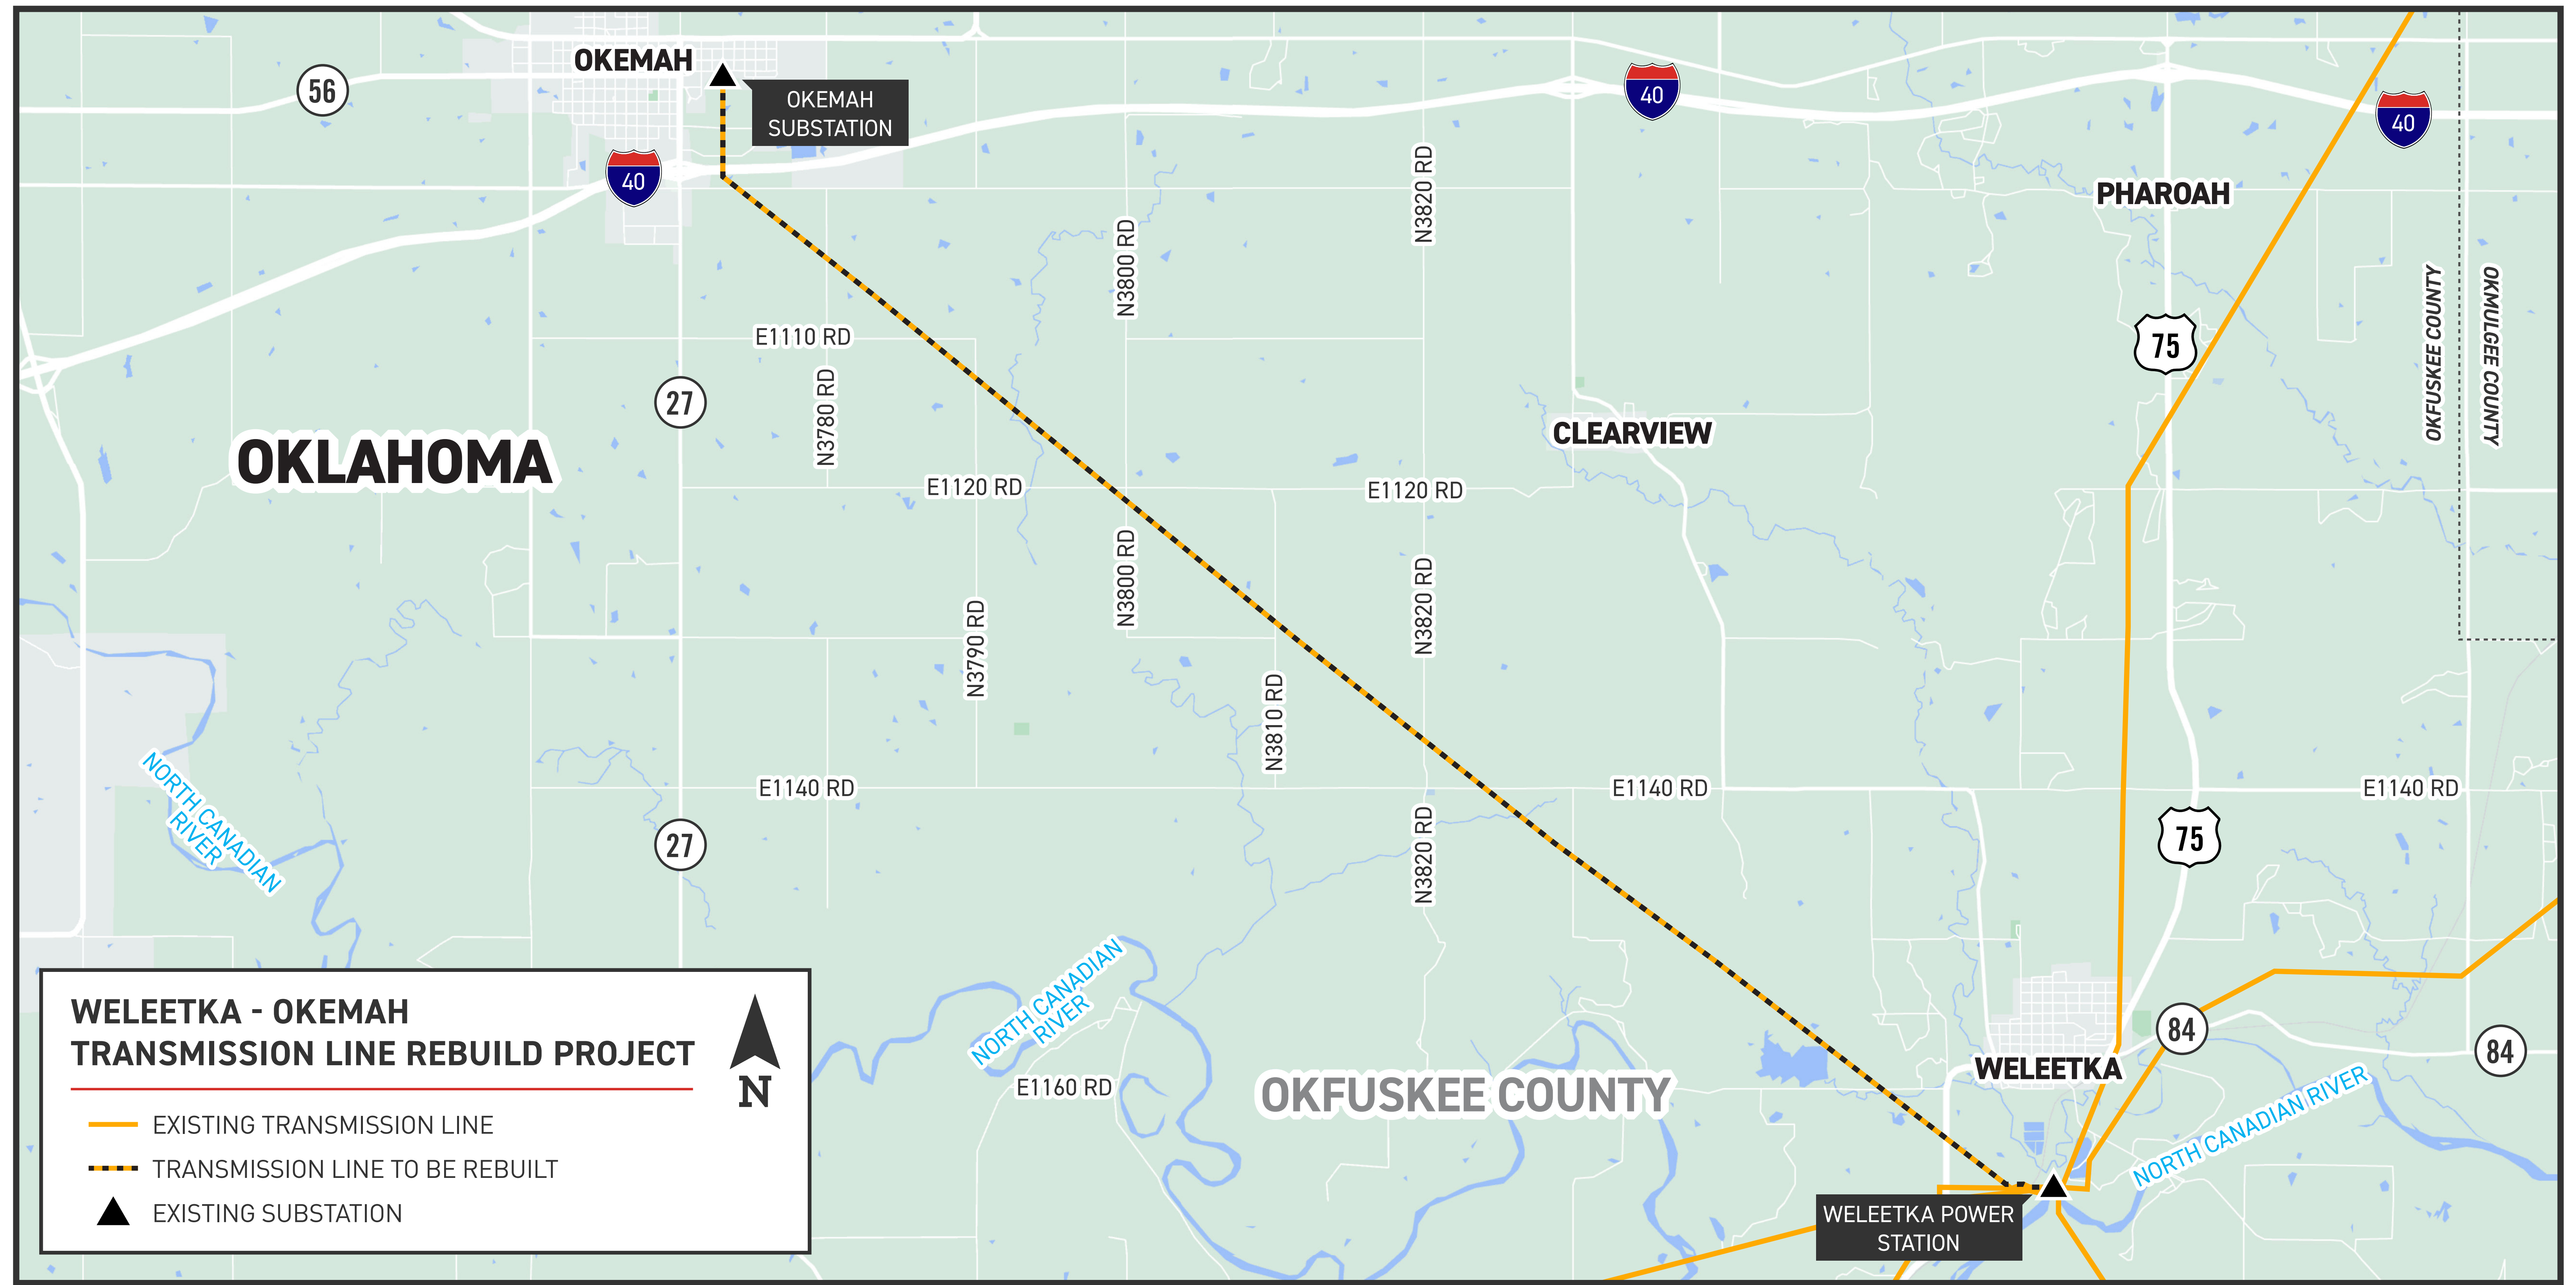 OKEMAH
56
OKEMAH
SUBSTATION
40
40
40
PHAROAH
N3820 RD
N3800 RD
OKFUSKEE COUNTY
OKMULGEE COUNTY
E1110 RD
75
N3780 RD
27
CLEARVIEW
OKLAHOMA
E1120 RD
E1120 RD
N3800 RD
N3820 RD
N3790 RD
N3810 RD
E1140 RD
E1140 RD
E1140 RD
NORTH CANADIAN
RIVER
27
N3820 RD
75
NORTH CANADIAN
RIVER
84
84
WELEETKA
E1160 RD
OKFUSKEE COUNTY
NORTH CANADIAN RIVER
WELEETKA POWER
STATION
WELEETKA - OKEMAH
TRANSMISSION LINE REBUILD PROJECT
N
EXISTING TRANSMISSION LINE
TRANSMISSION LINE TO BE REBUILT
EXISTING SUBSTATION